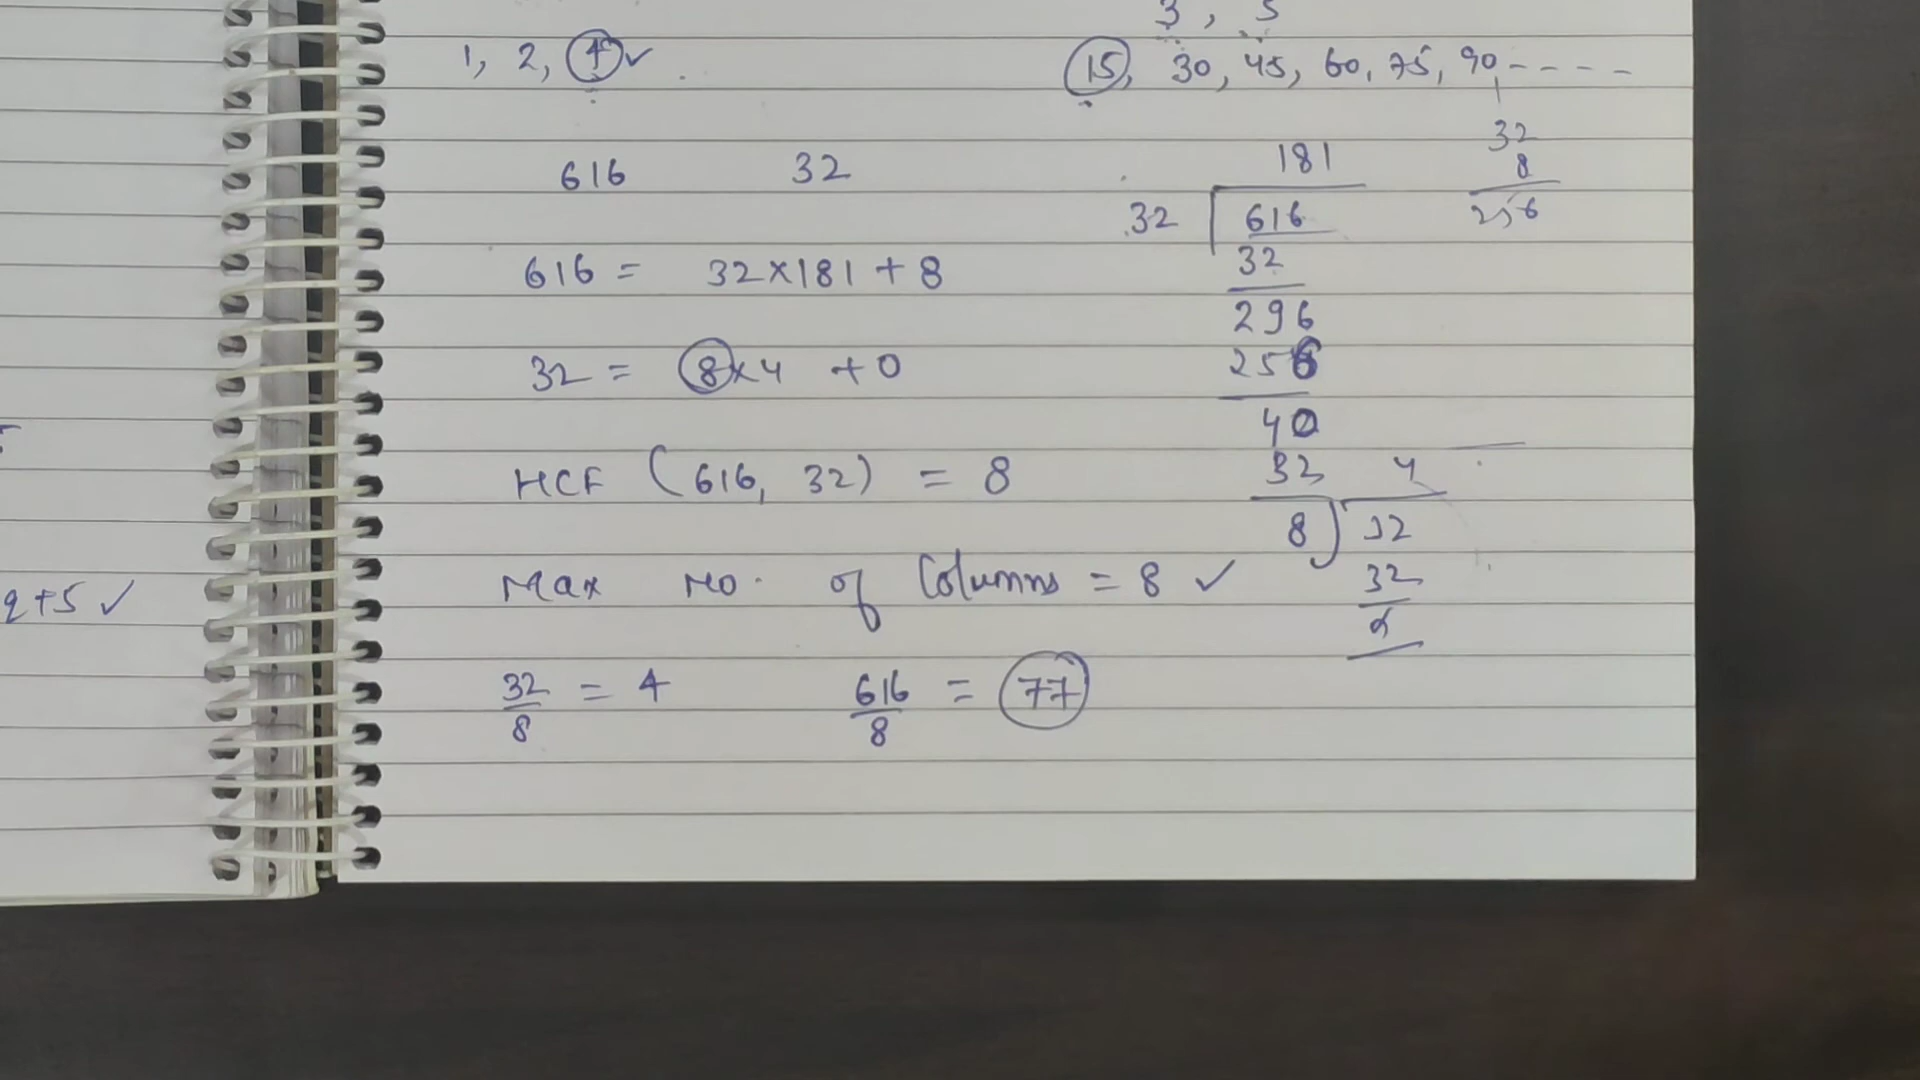 3, 5
1, 2, 4 ✓
15, 30, 45, 60, 75, 90, - - - -
616 32
616 = 32×181 + 8
32 = 8×4 + 0
HCF (616, 32) = 8
Max No. of Columns = 8 ✓
32/8 = 4 616/8 = 77
181
32 616
32
296
256
40
32 4
8 32
32
0
32
8
256
2+5 ✓